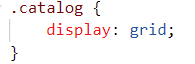 .catalog {
    display: grid;
}